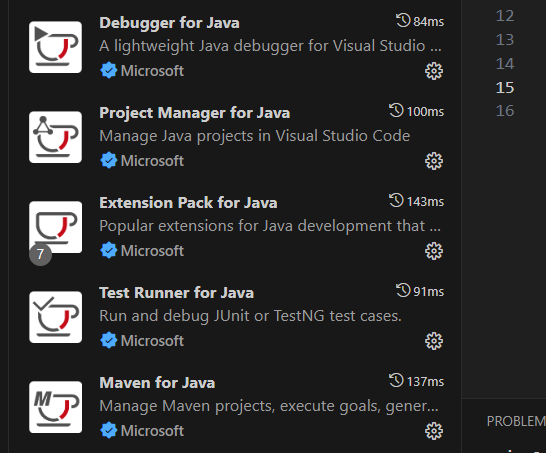 Debugger for Java 84ms
A lightweight Java debugger for Visual Studio ...
Microsoft
Project Manager for Java 100ms
Manage Java projects in Visual Studio Code
Microsoft
Extension Pack for Java 143ms
Popular extensions for Java development that ...
7 Microsoft
Test Runner for Java 91ms
Run and debug JUnit or TestNG test cases.
Microsoft
M Maven for Java 137ms
Manage Maven projects, execute goals, gener...
Microsoft
12
13
14
15
16
PROBLEM